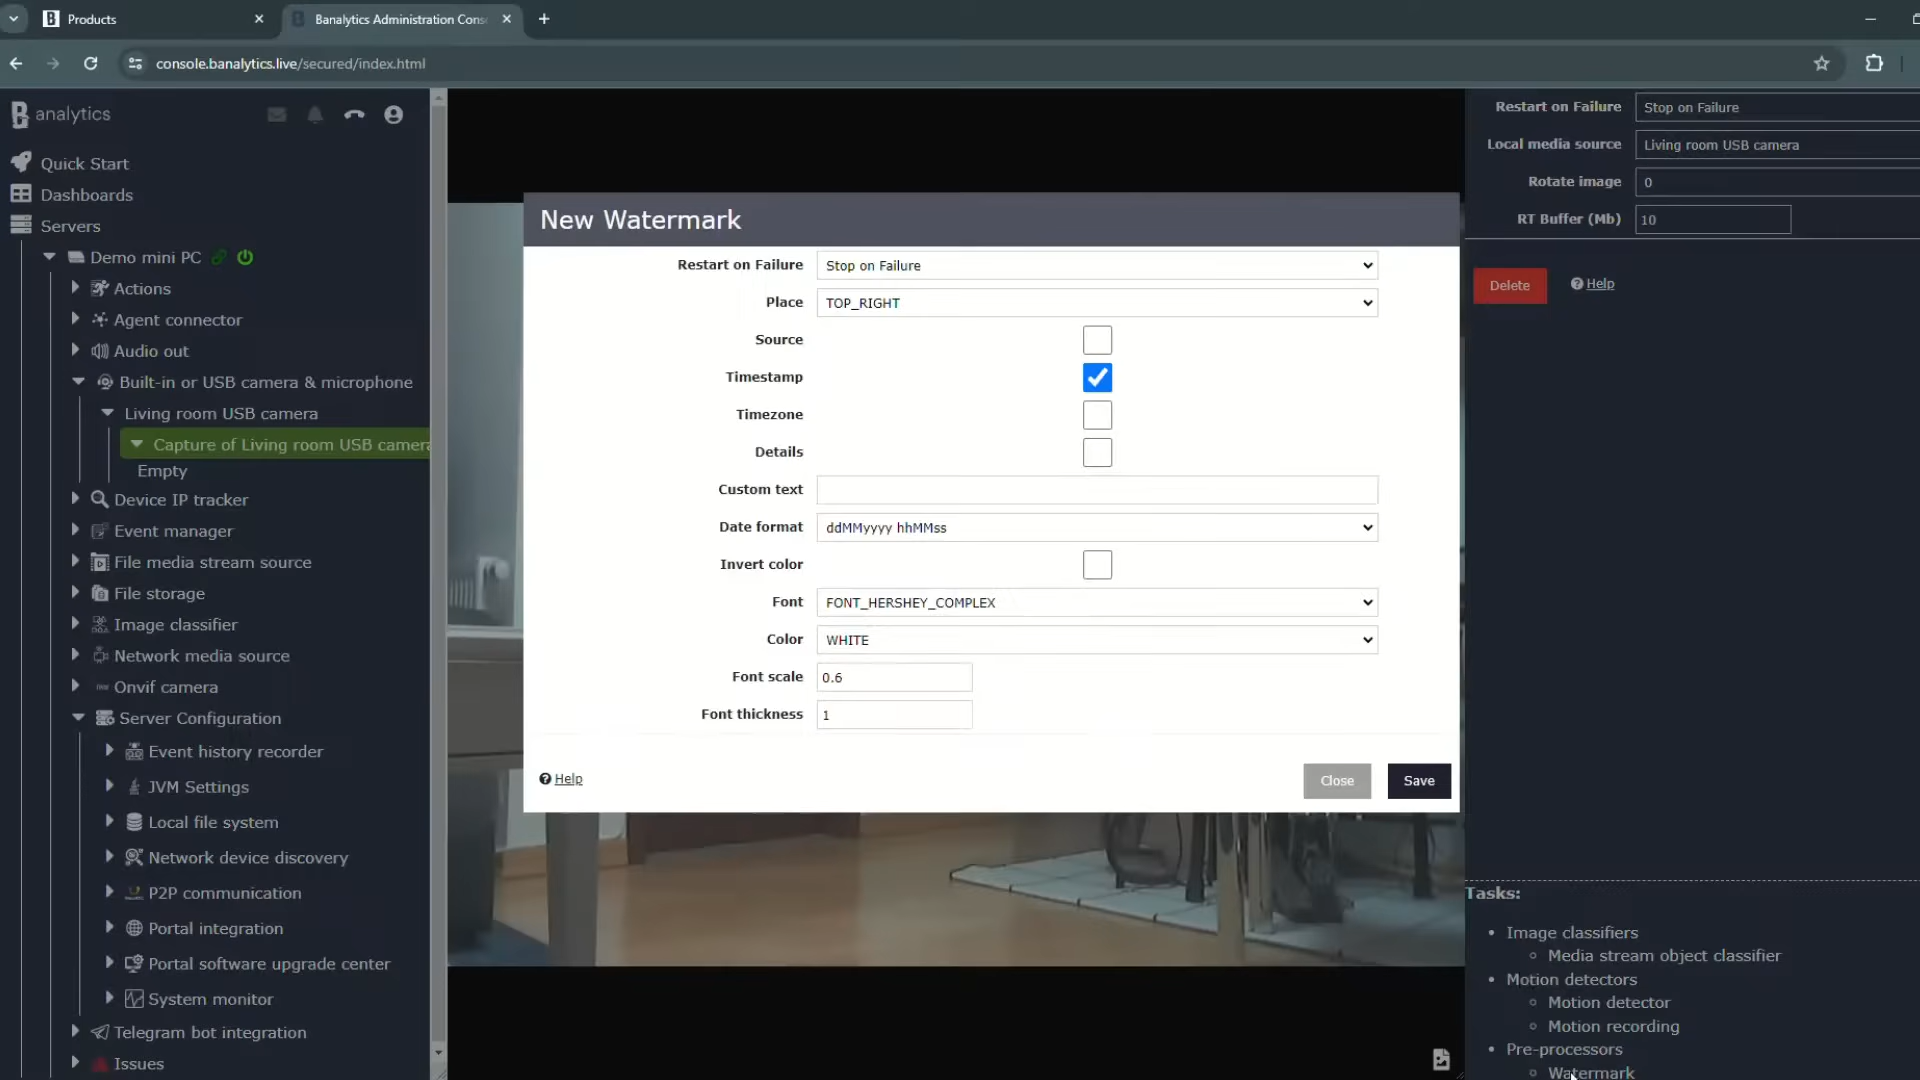 Products
Banalytics Administration Cons
console.banalytics.live/secured/index.html
B analytics
Quick Start
Dashboards
Servers
Demo mini PC
Actions
Agent connector
Audio out
Built-in or USB camera & microphone
Living room USB camera
Capture of Living room USB camera
Empty
Device IP tracker
Event manager
File media stream source
File storage
Image classifier
Network media source
Onvif camera
Server Configuration
Event history recorder
JVM Settings
Local file system
Network device discovery
P2P communication
Portal integration
Portal software upgrade center
System monitor
Telegram bot integration
Issues
New Watermark
Restart on Failure Stop on Failure
Place TOP_RIGHT
Source
Timestamp
Timezone
Details
Custom text
Date format ddMMyyyy hhMMss
Invert color
Font FONT_HERSHEY_COMPLEX
Color WHITE
Font scale 0.6
Font thickness 1
Help
Close Save
Restart on Failure Stop on Failure
Local media source Living room USB camera
Rotate image 0
RT Buffer (Mb) 10
Delete Help
Tasks:
Image classifiers
Media stream object classifier
Motion detectors
Motion detector
Motion recording
Pre-processors
Watermark